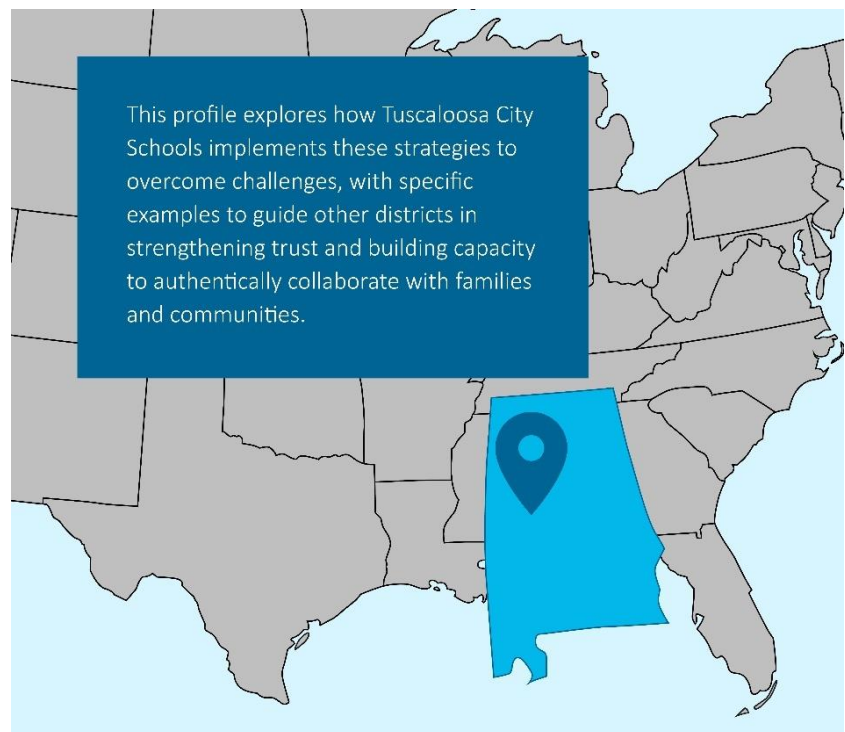 This profile explores how Tuscaloosa City
Schools implements these strategies to
overcome challenges, with specific
examples to guide other districts in
strengthening trust and building capacity
to authentically collaborate with families
and communities.